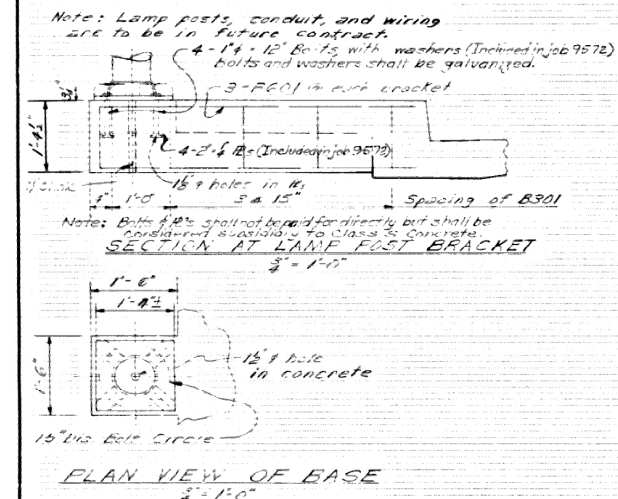 Note: Lamp posts, conduit, and wiring
are to be in future contract.
4 - 1"φ × 12" Bolts, with washers (Included in job 9572)
bolts and washers shall be galvanized.
3 - F601 in each bracket
1'-4½"
4 - 2" φ ℞s (Included in job 9572)
1½" φ holes in ℞s
1'-0"
3 @ 15"
Spacing of B301
Note: Bolts & ℞'s shall not be paid for directly but shall be
considered subsidiary to Class S Concrete.
SECTION AT LAMP POST BRACKET
¾" = 1'-0"
1'-6"
1'-4"±
1'-6"
1½" φ hole
in concrete
15" Dia. Bolt Circle
PLAN VIEW OF BASE
¾" = 1'-0"